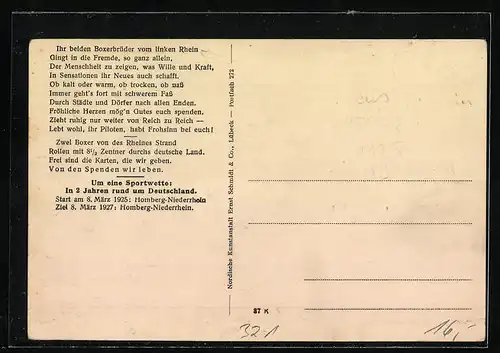 Ihr beiden Boxerbrüder vom linken Rhein
Gingt in die Fremde, so ganz allein,
Der Menschheit zu zeigen, was Wille und Kraft,
In Sensationen ihr Neues auch schafft.
Ob kalt oder warm, ob trocken, ob naß
Immer geht's fort mit schwerem Faß
Durch Städte und Dörfer nach allen Enden.
Fröhliche Herzen mög'n Gutes euch spenden.
Zieht ruhig nur weiter von Reich zu Reich —
Lebt wohl, ihr Piloten, habt Frohsinn bei euch!
Zwei Boxer von des Rheines Strand
Rollen mit 8½ Zentner durchs deutsche Land.
Frei sind die Karten, die wir geben.
Von den Spenden wir leben.
Um eine Sportwette:
In 2 Jahren rund um Deutschland.
Start am 8. März 1925: Homberg-Niederrhein
Ziel 8. März 1927: Homberg-Niederrhein.
Nordische Kunstanstalt Ernst Schmidt & Co., Lübeck — Postfach 272
87 K
321
16,-